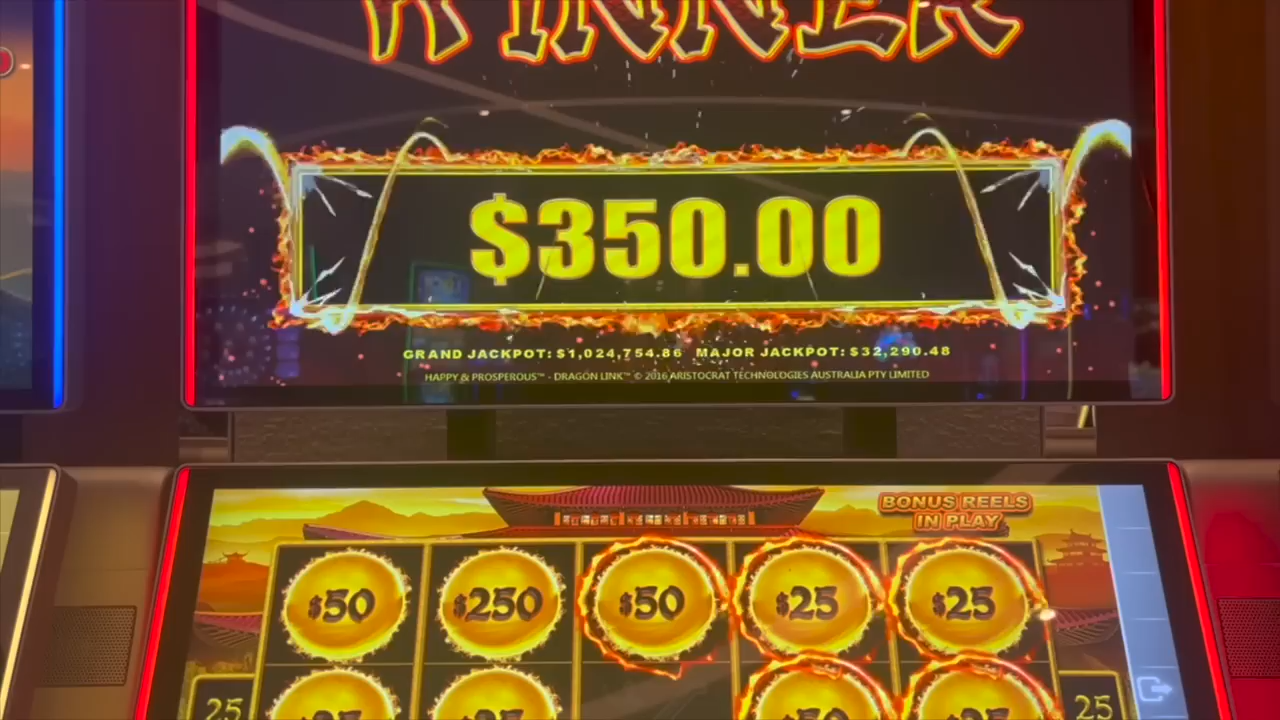 WINNER
$350.00
GRAND JACKPOT: $1,024,754.86 MAJOR JACKPOT: $32,290.48
HAPPY & PROSPEROUS™ - DRAGON LINK™ © 2016 ARISTOCRAT TECHNOLOGIES AUSTRALIA PTY LIMITED
BONUS REELS
IN PLAY
$50 $250 $50 $25 $25
25 25